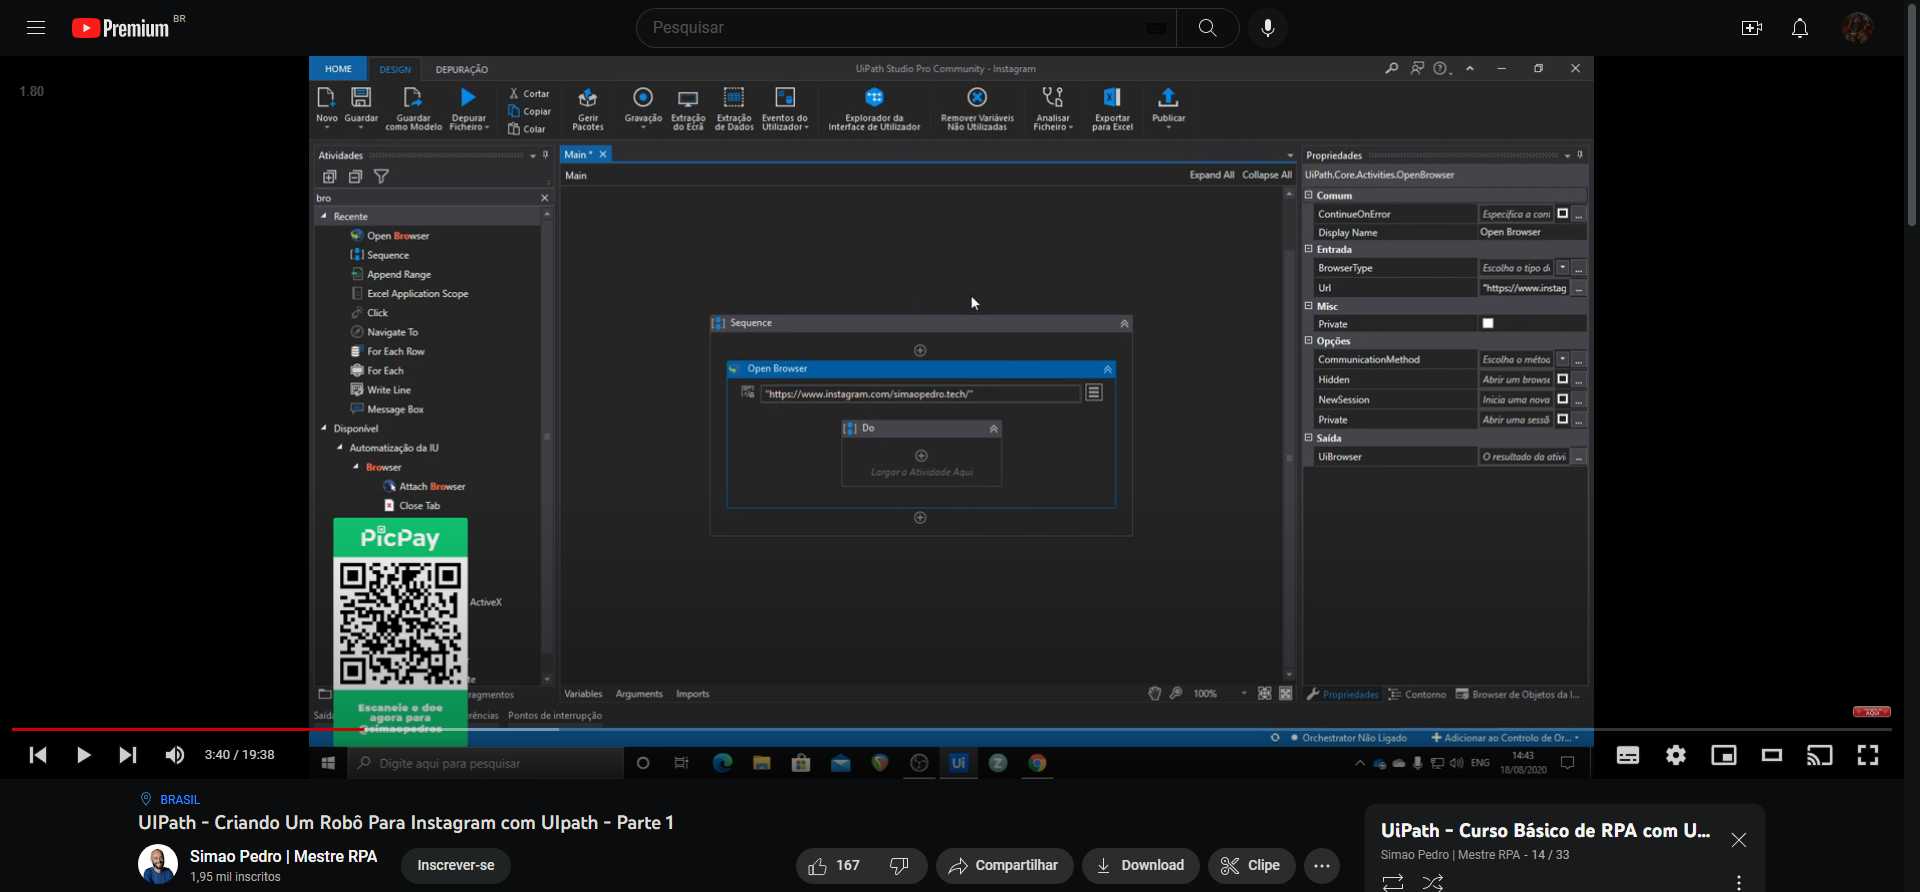 Premium BR
Pesquisar
1.80
HOME DESIGN DEPURAÇÃO
UiPath Studio Pro Community - Instagram
Novo
Guardar
Guardar como Modelo
Depurar Ficheiro
Cortar
Copiar
Colar
Gerir Pacotes
Gravação
Extração do Ecrã
Extração de Dados
Eventos do Utilizador
Explorador da Interface de Utilizador
Remover Variáveis Não Utilizadas
Analisar Ficheiro
Exportar para Excel
Publicar
Atividades
bro
Recente
Open Browser
Sequence
Append Range
Excel Application Scope
Click
Navigate To
For Each Row
For Each
Write Line
Message Box
Disponível
Automatização da IU
Browser
Attach Browser
Close Tab
ActiveX
te
ragmentos
Saíd
rências Pontos de interrupção
PicPay
Escaneie e doe
agora para
@simaopedros
Main *
Main
Expand All Collapse All
Sequence
Open Browser
"https://www.instagram.com/simaopedro.tech/"
Do
Largar a Atividade Aqui
Variables Arguments Imports
100%
Propriedades
UiPath.Core.Activities.OpenBrowser
Comum
ContinueOnError Especifica a con
Display Name Open Browser
Entrada
BrowserType Escolha o tipo d
Url "https://www.instag
Misc
Private
Opções
CommunicationMethod Escolha o métod
Hidden Abrir um browse
NewSession Inicia uma nova
Private Abrir uma sessã
Saída
UiBrowser O resultado da ativi
Propriedades Contorno Browser de Objetos da I...
AQUI
Orchestrator Não Ligado Adicionar ao Controlo de Or...
3:40 / 19:38
Digite aqui para pesquisar
Ui
Z
ENG
14:43
18/08/2020
BRASIL
UIPath - Criando Um Robô Para Instagram com UIpath - Parte 1
Simao Pedro | Mestre RPA
1,95 mil inscritos
Inscrever-se
167
Compartilhar
Download
Clipe
UiPath - Curso Básico de RPA com U...
Simao Pedro | Mestre RPA - 14 / 33